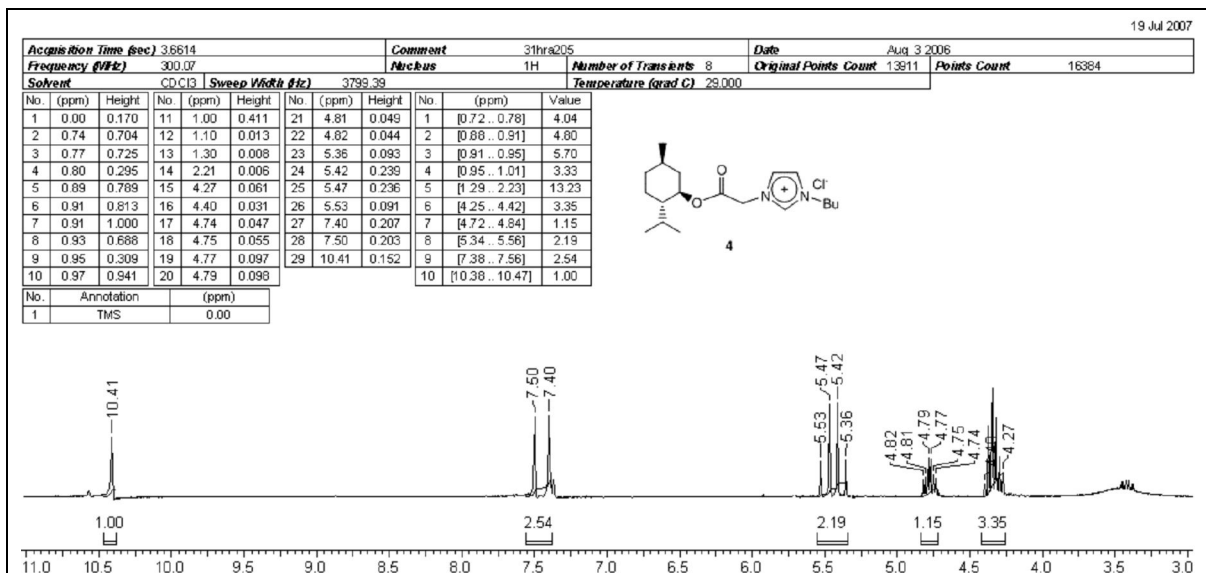 19 Jul 2007
Acquisition Time (sec) 3.6614 Comment 31hra205 Date Aug 3 2006
Frequency (MHz) 300.07 Nucleus 1H Number of Transients 8 Original Points Count 13911 Points Count 16384
Solvent CDCl3 Sweep Width (Hz) 3799.39 Temperature (grad C) 29.000
No. (ppm) Height No. (ppm) Height No. (ppm) Height No. (ppm) Value
1 0.00 0.170 11 1.00 0.411 21 4.81 0.049 1 [0.72 .. 0.78] 4.04
2 0.74 0.704 12 1.10 0.013 22 4.82 0.044 2 [0.88 .. 0.91] 4.80
3 0.77 0.725 13 1.30 0.008 23 5.36 0.093 3 [0.91 .. 0.95] 5.70
4 0.80 0.295 14 2.21 0.006 24 5.42 0.239 4 [0.95 .. 1.01] 3.33
5 0.89 0.789 15 4.27 0.061 25 5.47 0.236 5 [1.29 .. 2.23] 13.23
6 0.91 0.813 16 4.40 0.031 26 5.53 0.091 6 [4.25 .. 4.42] 3.35
7 0.91 1.000 17 4.74 0.047 27 7.40 0.207 7 [4.72 .. 4.84] 1.15
8 0.93 0.688 18 4.75 0.055 28 7.50 0.203 8 [5.34 .. 5.56] 2.19
9 0.95 0.309 19 4.77 0.097 29 10.41 0.152 9 [7.38 .. 7.56] 2.54
10 0.97 0.941 20 4.79 0.098 10 [10.38 .. 10.47] 1.00
No. Annotation (ppm)
1 TMS 0.00
O
O
N
+
N
Cl-
Bu
4
10.41 7.50 7.40 5.53 5.47 5.42 5.36 4.82 4.81 4.79 4.77 4.75 4.74 4.40 4.27
1.00 2.54 2.19 1.15 3.35
11.0 10.5 10.0 9.5 9.0 8.5 8.0 7.5 7.0 6.5 6.0 5.5 5.0 4.5 4.0 3.5 3.0